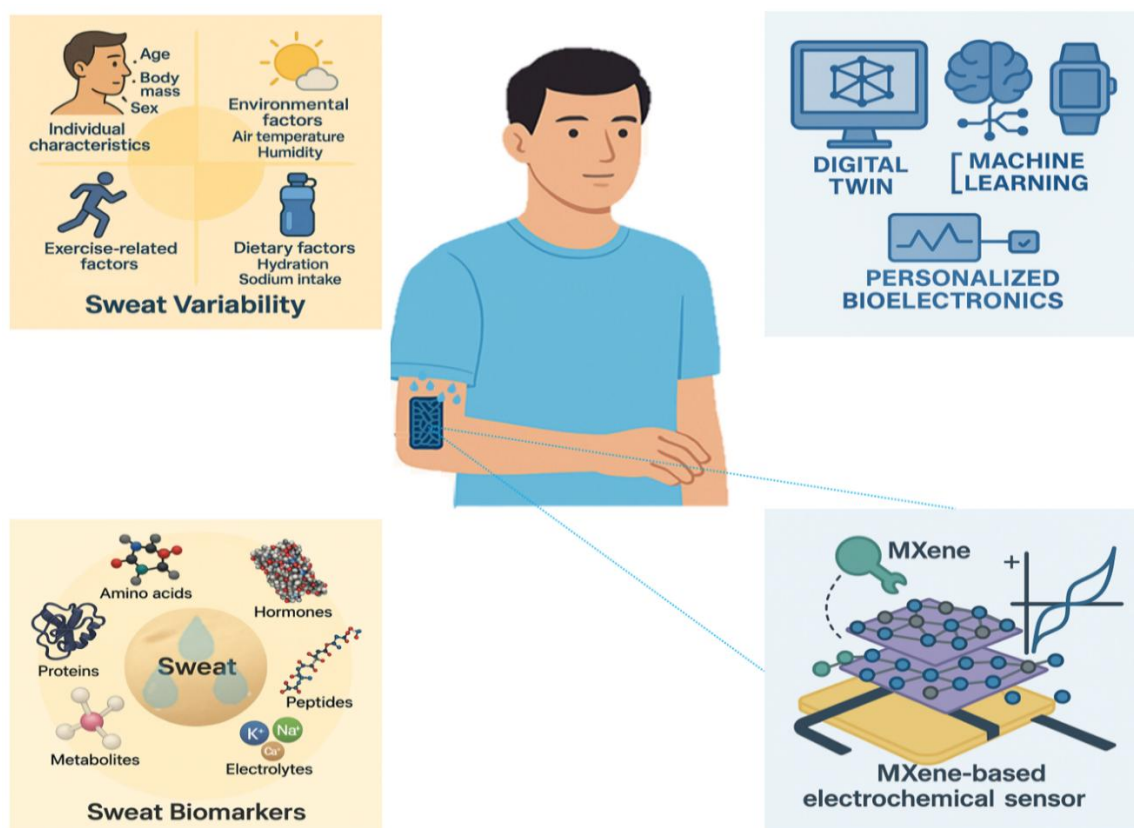 Age
Body
mass
Sex
Individual
characteristics
Environmental
factors
Air temperature
Humidity
Exercise-related
factors
Dietary factors
Hydration
Sodium intake
Sweat Variability
DIGITAL
TWIN
MACHINE
LEARNING
PERSONALIZED
BIOELECTRONICS
Amino acids
Hormones
Proteins
Sweat
Peptides
Metabolites
K⁺
Na⁺
Ca⁺
Electrolytes
Sweat Biomarkers
MXene
+
MXene-based
electrochemical sensor